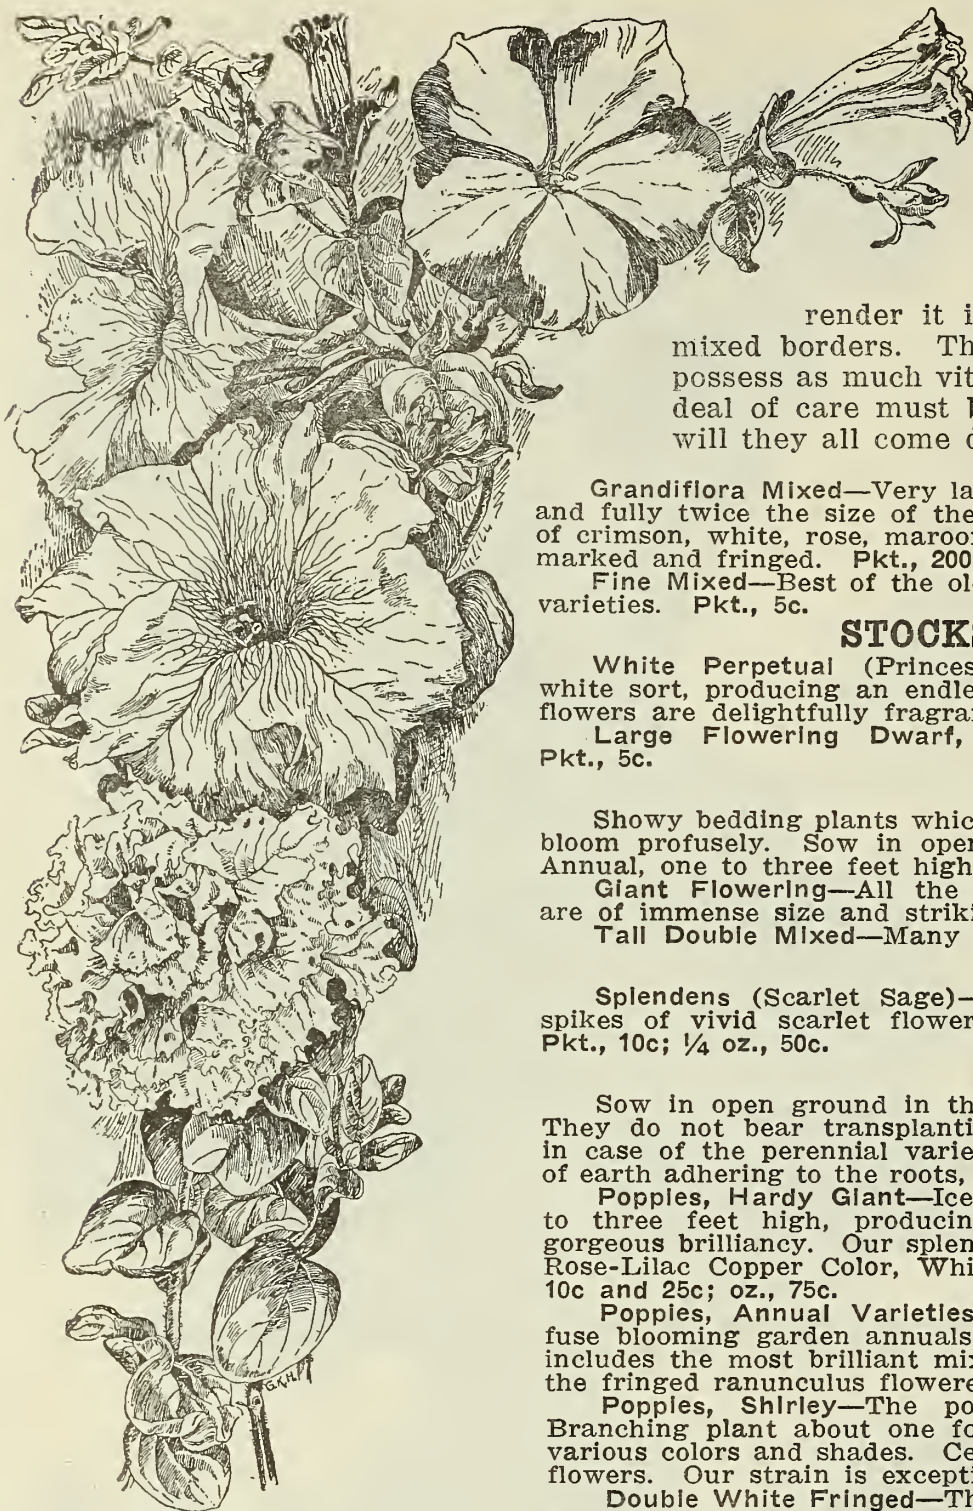 render it i
mixed borders. Th
possess as much vit
deal of care must
will they all come
Grandiflora Mixed—Very la
and fully twice the size of the
of crimson, white, rose, maroo
marked and fringed. Pkt., 200
Fine Mixed—Best of the ol
varieties. Pkt., 5c.
STOCK
White Perpetual (Princes
white sort, producing an endle
flowers are delightfully fragra
Large Flowering Dwarf,
Pkt., 5c.
Showy bedding plants whic
bloom profusely. Sow in open
Annual, one to three feet high
Giant Flowering—All the
are of immense size and striki
Tall Double Mixed—Many
Splendens (Scarlet Sage)—
spikes of vivid scarlet flower
Pkt., 10c; ¼ oz., 50c.
Sow in open ground in th
They do not bear transplanti
in case of the perennial varie
of earth adhering to the roots,
Poppies, Hardy Giant—Ice
to three feet high, producin
gorgeous brilliancy. Our splen
Rose-Lilac Copper Color, Whi
10c and 25c; oz., 75c.
Poppies, Annual Varieties
fuse blooming garden annuals
includes the most brilliant mi
the fringed ranunculus flowere
Poppies, Shirley—The po
Branching plant about one fo
various colors and shades. Ce
flowers. Our strain is excepti
Double White Fringed—Th